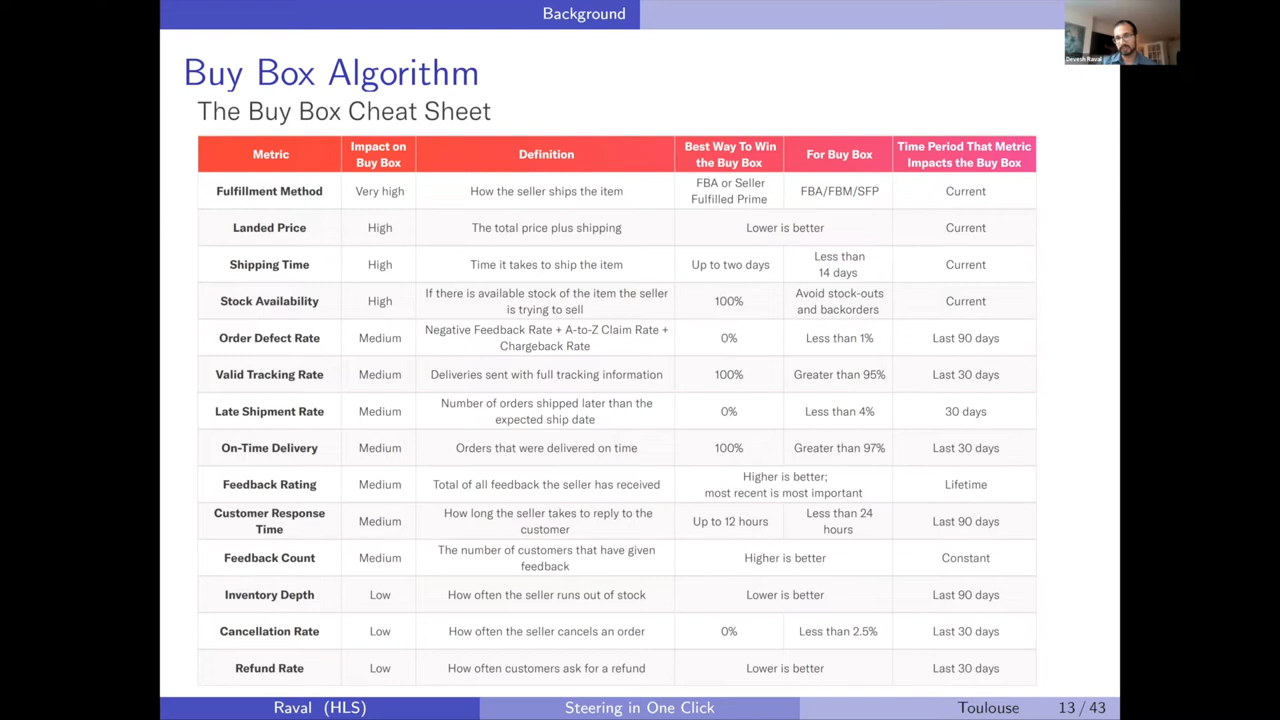 Background
Devesh Raval
Buy Box Algorithm
The Buy Box Cheat Sheet
Metric
Impact on
Buy Box
Definition
Best Way To Win
the Buy Box
For Buy Box
Time Period That Metric
Impacts the Buy Box
Fulfillment Method
Very high
How the seller ships the item
FBA or Seller
Fulfilled Prime
FBA/FBM/SFP
Current
Landed Price
High
The total price plus shipping
Lower is better
Current
Shipping Time
High
Time it takes to ship the item
Up to two days
Less than
14 days
Current
Stock Availability
High
If there is available stock of the item the seller
is trying to sell
100%
Avoid stock-outs
and backorders
Current
Order Defect Rate
Medium
Negative Feedback Rate + A-to-Z Claim Rate +
Chargeback Rate
0%
Less than 1%
Last 90 days
Valid Tracking Rate
Medium
Deliveries sent with full tracking information
100%
Greater than 95%
Last 30 days
Late Shipment Rate
Medium
Number of orders shipped later than the
expected ship date
0%
Less than 4%
30 days
On-Time Delivery
Medium
Orders that were delivered on time
100%
Greater than 97%
Last 30 days
Feedback Rating
Medium
Total of all feedback the seller has received
Higher is better;
most recent is most important
Lifetime
Customer Response
Time
Medium
How long the seller takes to reply to the
customer
Up to 12 hours
Less than 24
hours
Last 90 days
Feedback Count
Medium
The number of customers that have given
feedback
Higher is better
Constant
Inventory Depth
Low
How often the seller runs out of stock
Lower is better
Last 90 days
Cancellation Rate
Low
How often the seller cancels an order
0%
Less than 2.5%
Last 30 days
Refund Rate
Low
How often customers ask for a refund
Lower is better
Last 30 days
Raval (HLS)
Steering in One Click
Toulouse
13 / 43